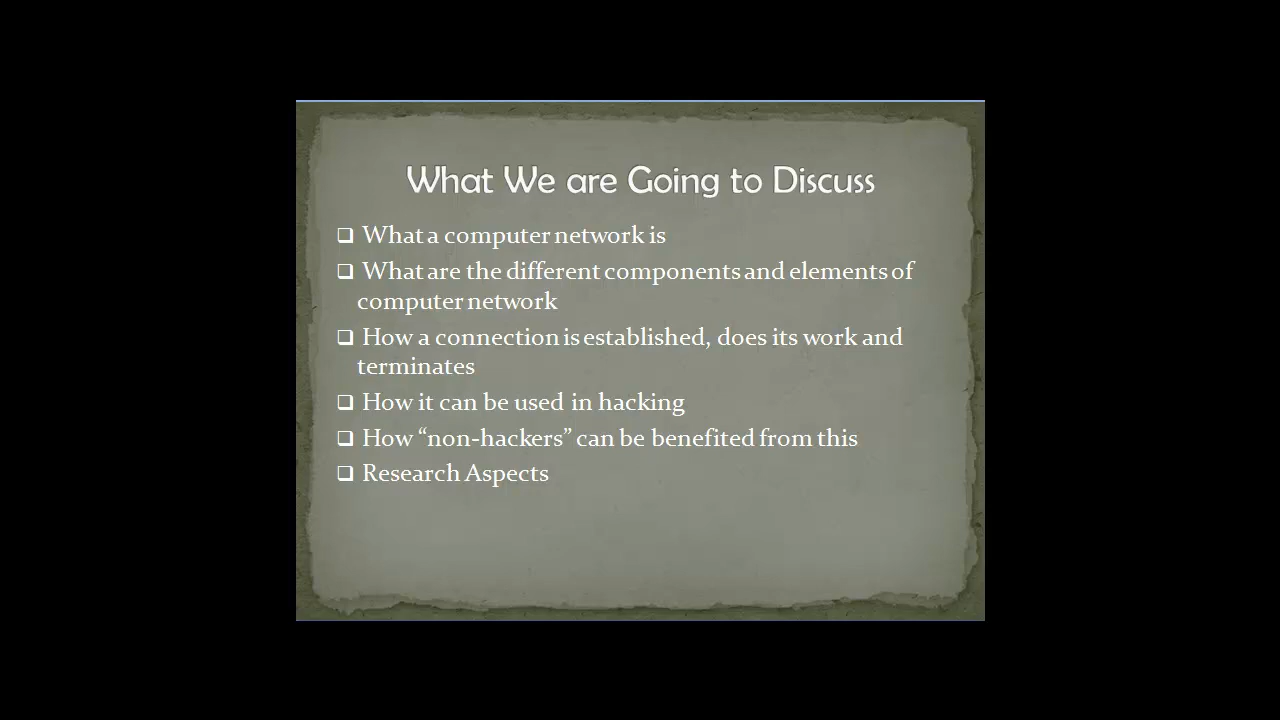 What We are Going to Discuss
❑ What a computer network is
❑ What are the different components and elements of
computer network
❑ How a connection is established, does its work and
terminates
❑ How it can be used in hacking
❑ How “non-hackers” can be benefited from this
❑ Research Aspects